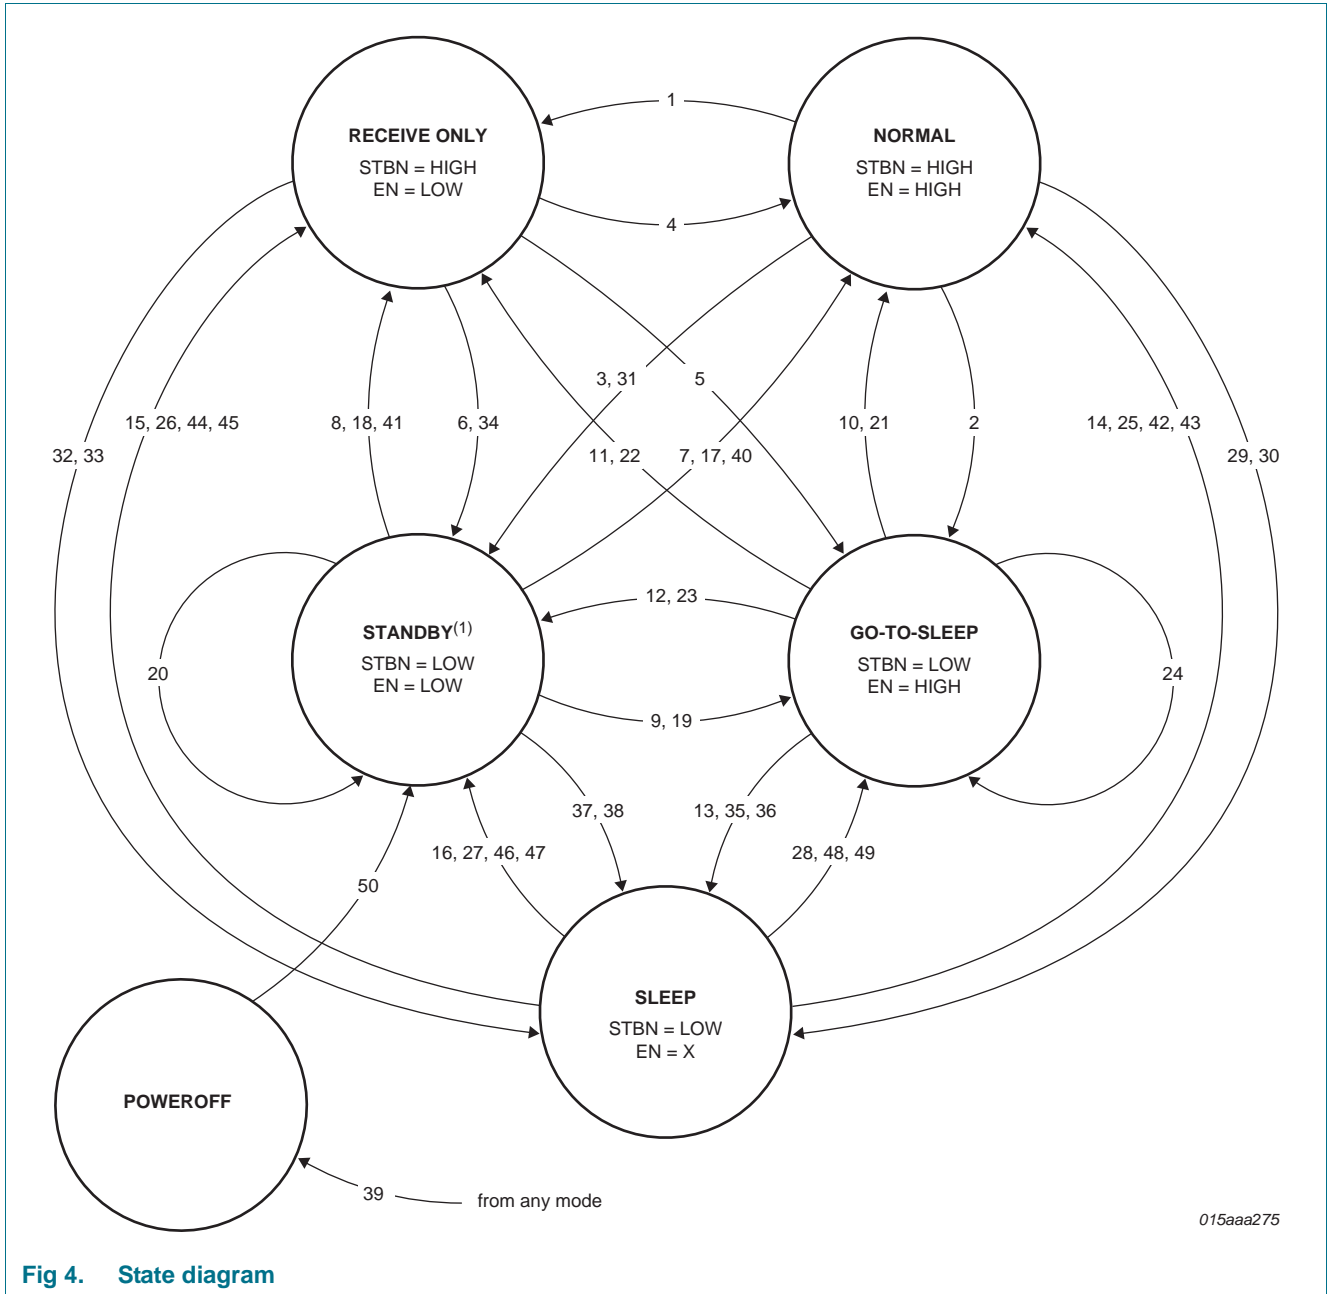 1
RECEIVE ONLY
STBN = HIGH
EN = LOW
NORMAL
STBN = HIGH
EN = HIGH
4
3, 31
5
15, 26, 44, 45
8, 18, 41
6, 34
10, 21
2
14, 25, 42, 43
32, 33
11, 22
7, 17, 40
29, 30
12, 23
STANDBY(1)
STBN = LOW
EN = LOW
GO-TO-SLEEP
STBN = LOW
EN = HIGH
20
24
9, 19
37, 38
13, 35, 36
16, 27, 46, 47
28, 48, 49
50
SLEEP
STBN = LOW
EN = X
POWEROFF
39
from any mode
015aaa275
Fig 4. State diagram